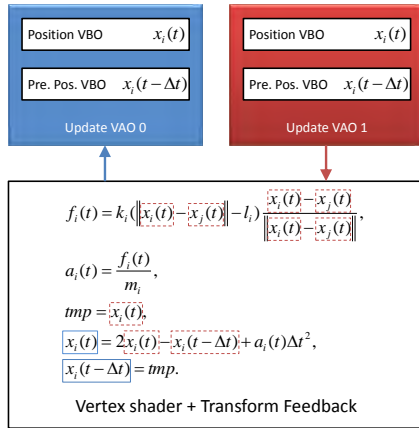 Position VBO x_i(t)
Pre. Pos. VBO x_i(t−Δt)
Update VAO 0
Position VBO x_i(t)
Pre. Pos. VBO x_i(t−Δt)
Update VAO 1
f_i(t) = k_i(‖x_i(t)−x_j(t)‖−l_i) (x_i(t)−x_j(t))/‖x_i(t)−x_j(t)‖,
a_i(t) = f_i(t)/m_i,
tmp = x_i(t),
x_i(t) = 2x_i(t)−x_i(t−Δt)+a_i(t)Δt²,
x_i(t−Δt) = tmp.
Vertex shader + Transform Feedback